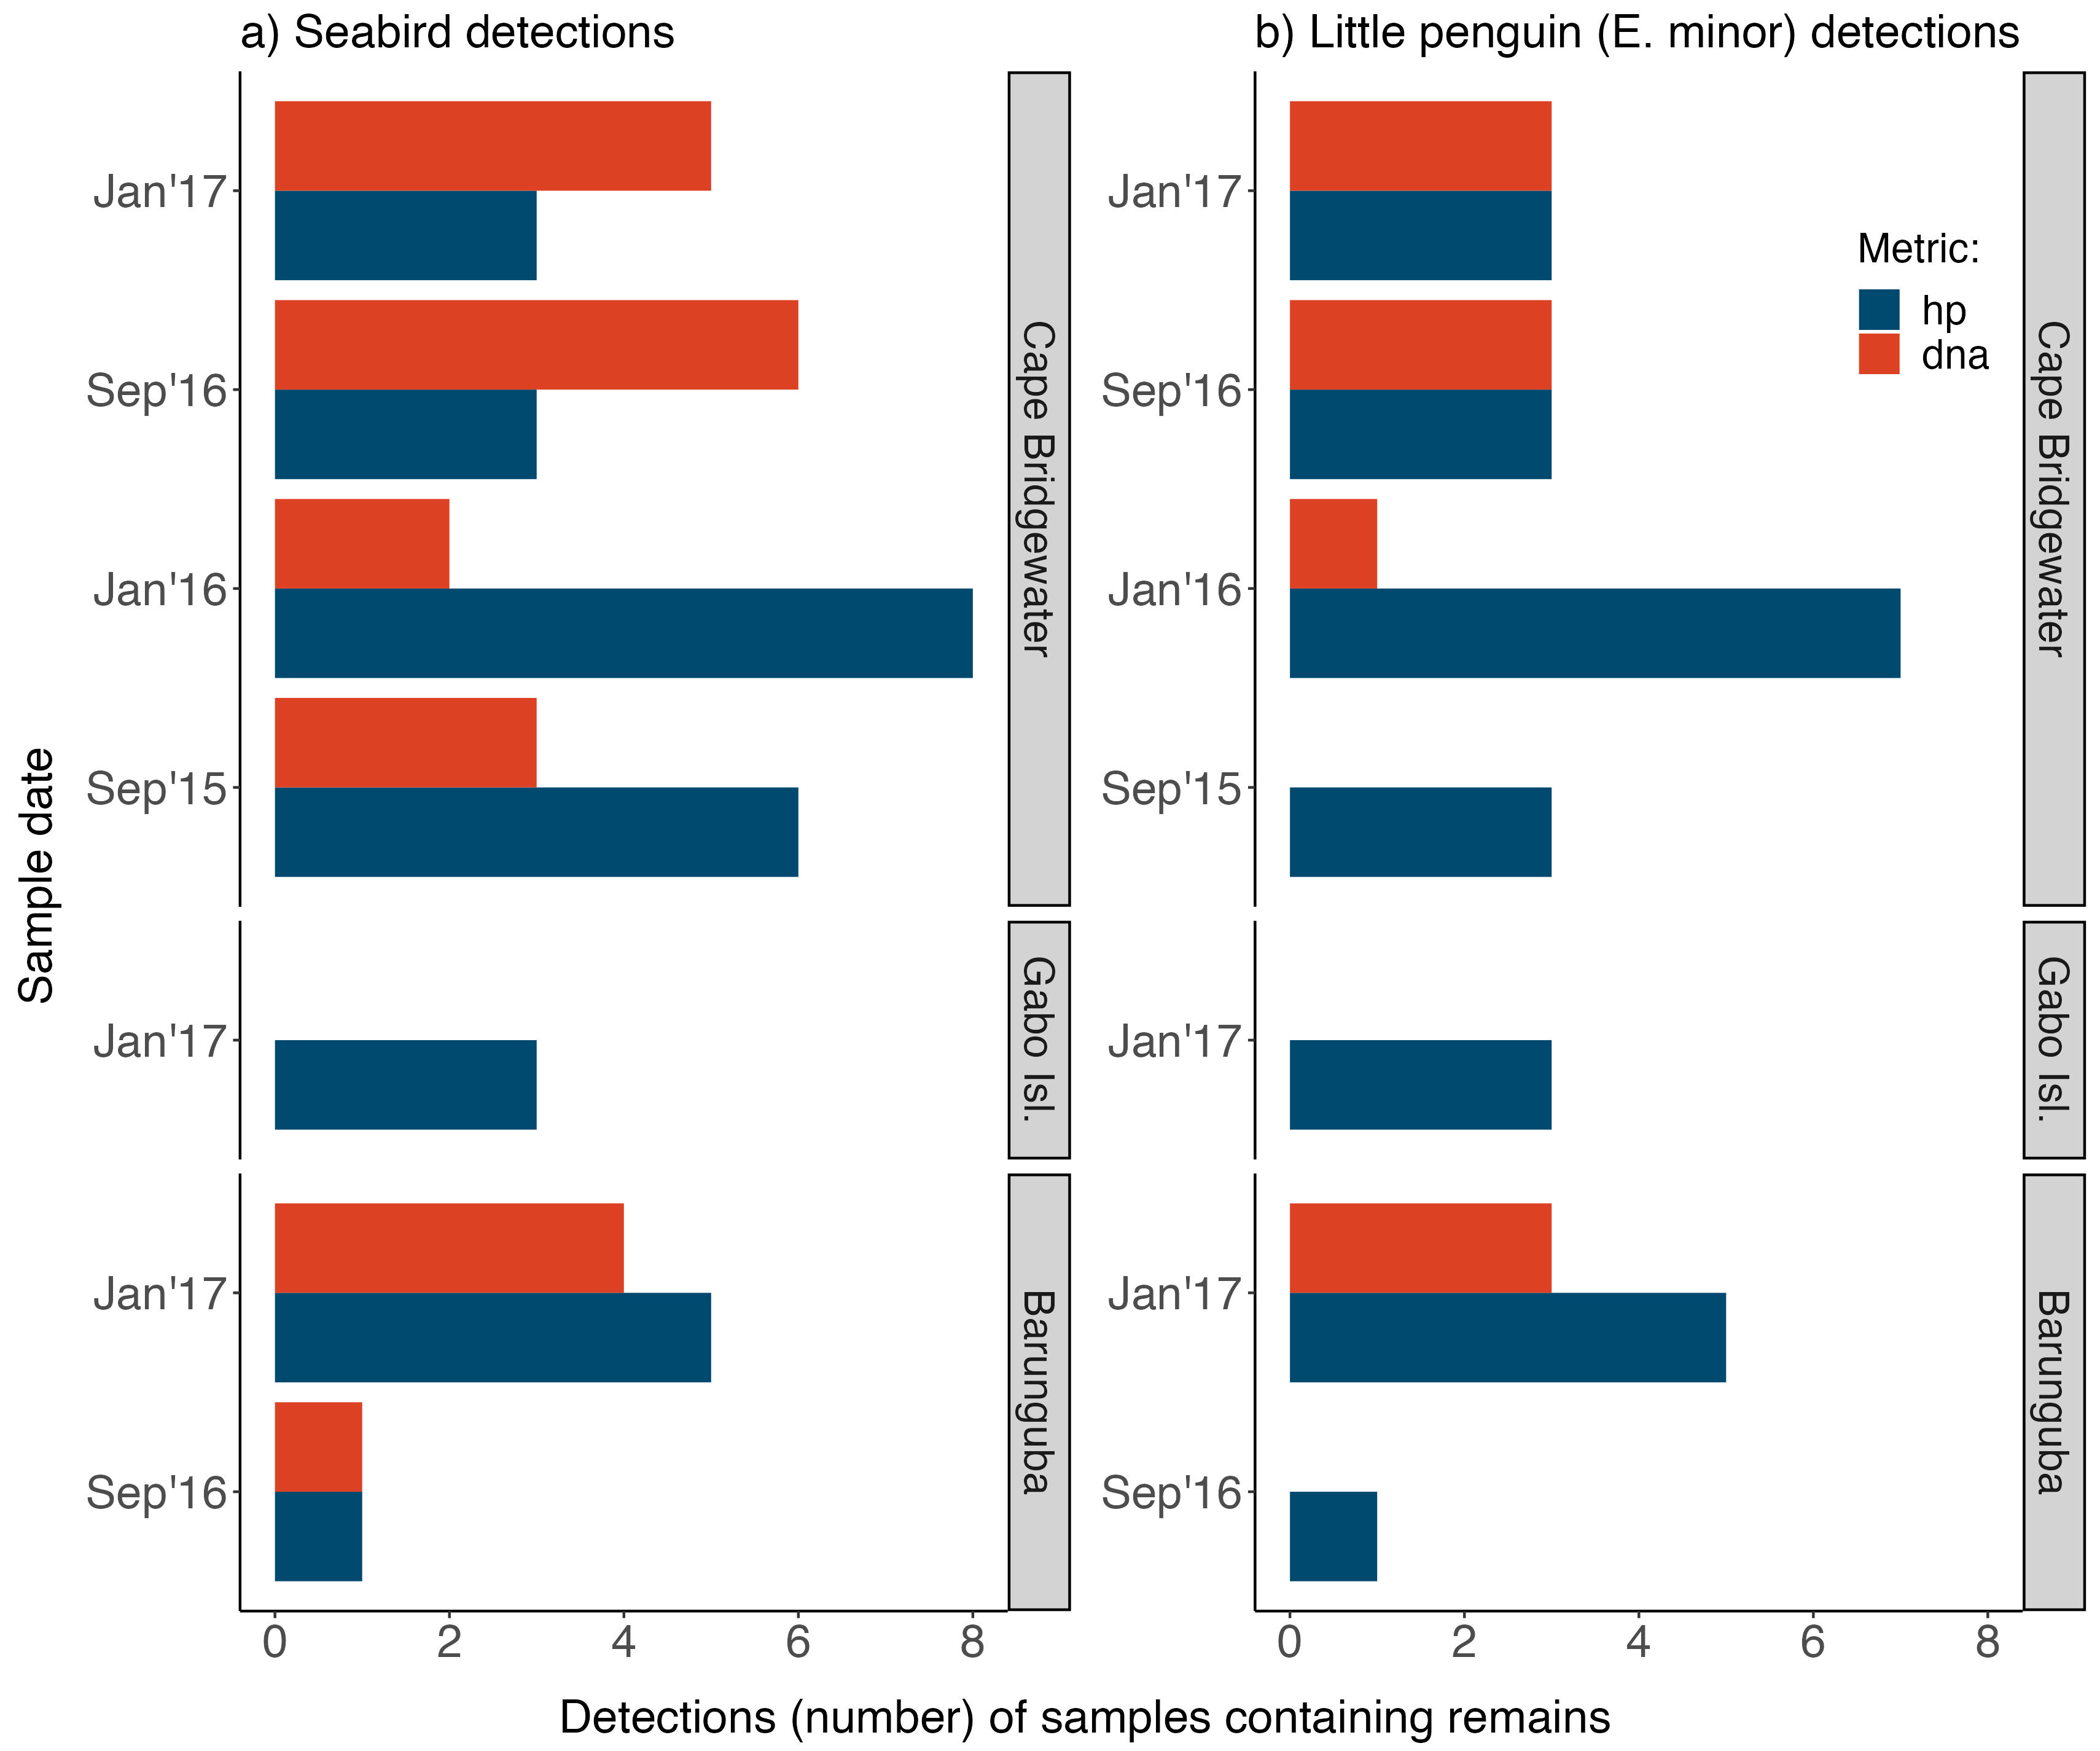 a) Seabird detections
b) Little penguin (E. minor) detections
Sample date
Jan'17
Sep'16
Jan'16
Sep'15
Cape Bridgewater
Jan'17
Gabo Isl.
Jan'17
Sep'16
Barunguba
0 2 4 6 8
Jan'17
Sep'16
Jan'16
Sep'15
Cape Bridgewater
Metric:
hp
dna
Jan'17
Gabo Isl.
Jan'17
Sep'16
Barunguba
0 2 4 6 8
Detections (number) of samples containing remains